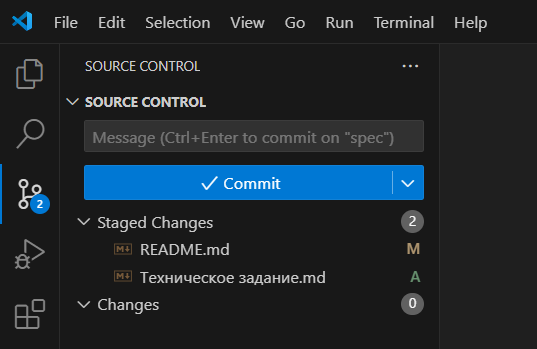 File Edit Selection View Go Run Terminal Help
SOURCE CONTROL ...
SOURCE CONTROL
Message (Ctrl+Enter to commit on "spec")
Commit
2
Staged Changes 2
README.md M
Техническое задание.md A
Changes 0